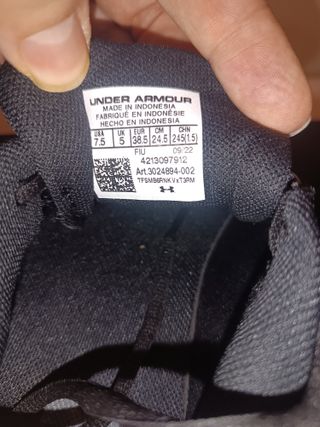 UNDER ARMOUR
MADE IN INDONESIA
FABRIQUÉ EN INDONÉSIE
HECHO EN INDONESIA
USA UK EUR CM CHN
7.5 5 38.5 24.5 245(1.5)
FIU 09/22
4213097912
Art.3024894-002
TFSMB6RNKVxT3RM